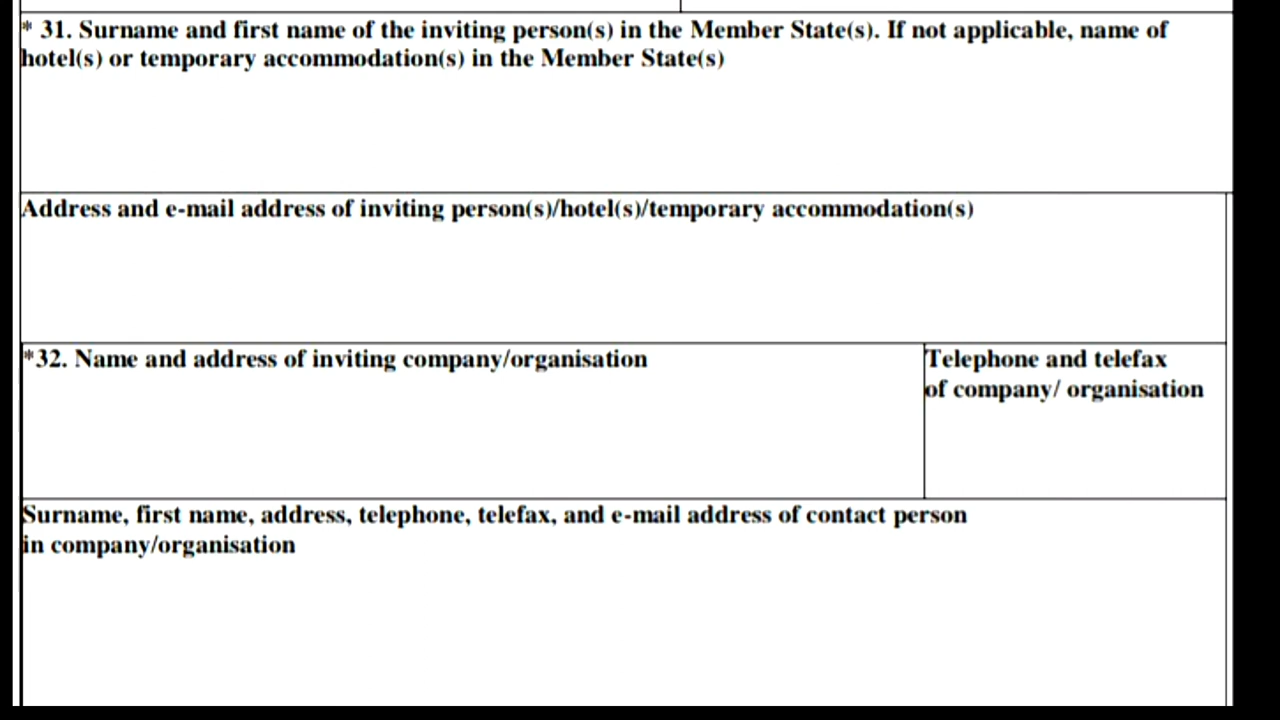 * 31. Surname and first name of the inviting person(s) in the Member State(s). If not applicable, name of
hotel(s) or temporary accommodation(s) in the Member State(s)
Address and e-mail address of inviting person(s)/hotel(s)/temporary accommodation(s)
*32. Name and address of inviting company/organisation
Telephone and telefax
of company/ organisation
Surname, first name, address, telephone, telefax, and e-mail address of contact person
in company/organisation